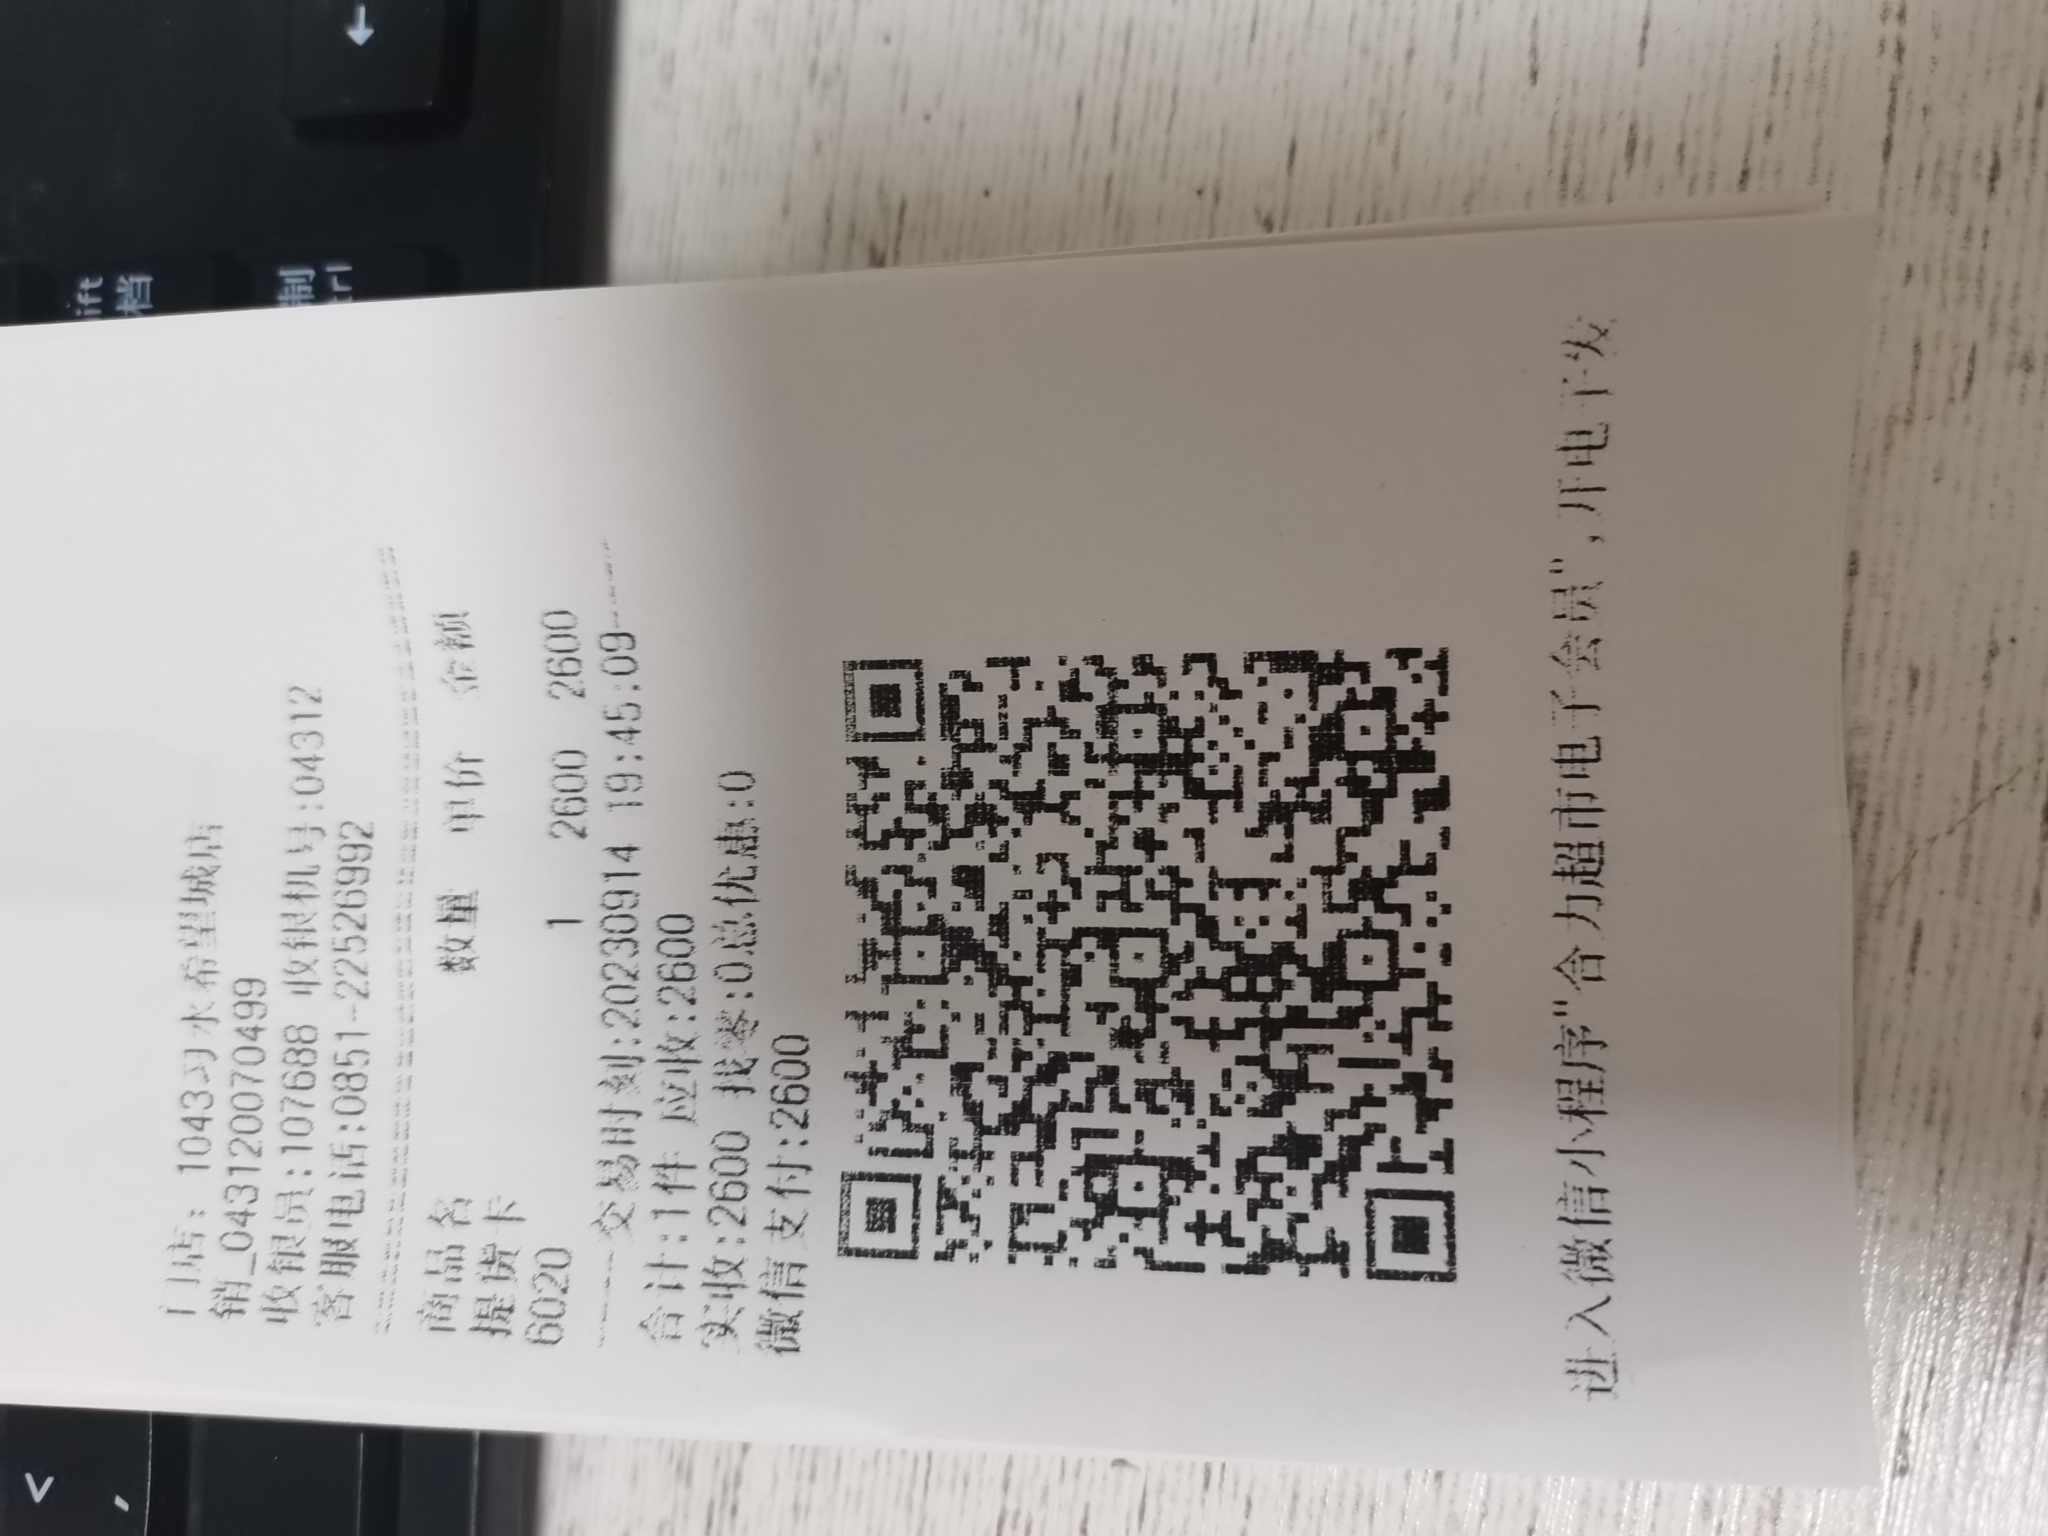 门店: 1043习水希望城店
销_043120070499
收银员:107688 收银机号:04312
客服电话:0851-22526992
商品名 数量 单价 金额
提货卡
6020 1 2600 2600
交易时刻:20230914 19:45:09
合计:1件 应收:2600
实收:2600 找零:0总优惠:0
微信支付:2600
进入微信小程序"合力超市电子会员",开电子发
ift
档
制
trl
↓
<
,